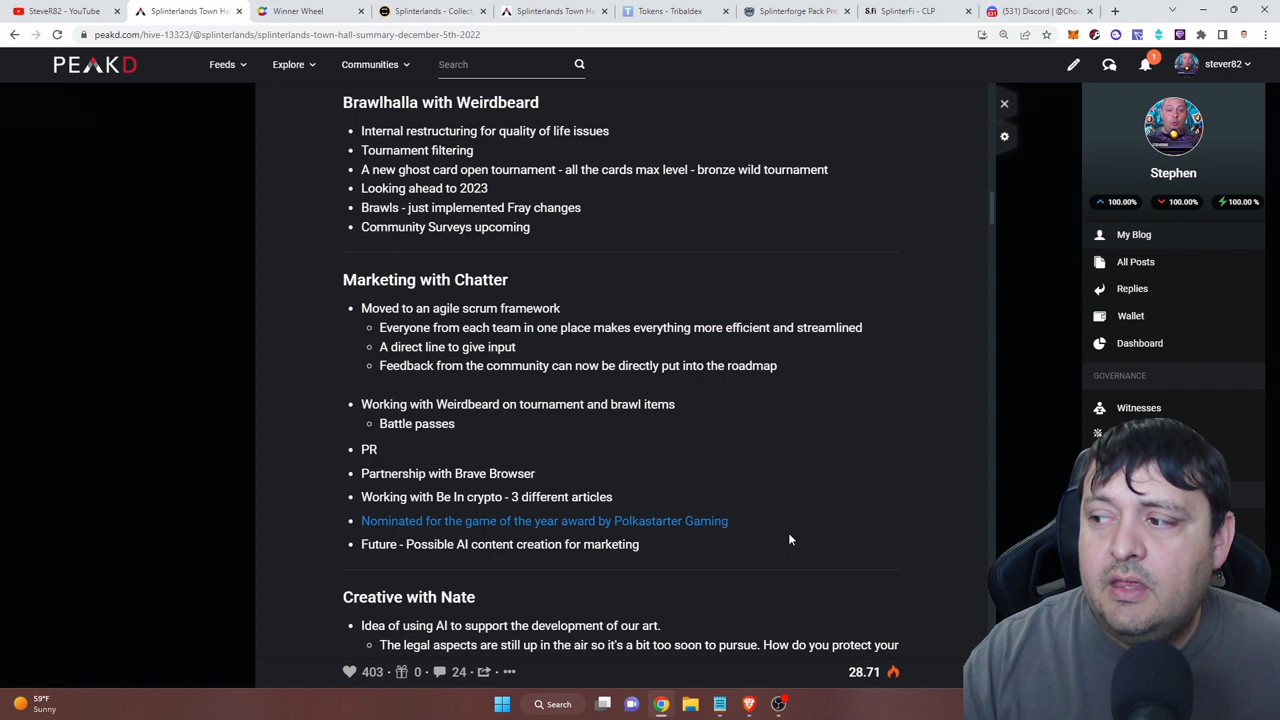 SteveR82 - YouTube
Splinterlands Town Ha
Winner Wheel
Splinterlands - Collect
Splinterlands Town Ha
Tokens - Tribaldex
Splinterforge Pack Pre
SplinterFi - CLP
(531) Discord | @Choc
peakd.com/hive-13323/@splinterlands/splinterlands-town-hall-summary-december-5th-2022
PEAKD
Feeds
Explore
Communities
Search
1
stever82
Brawlhalla with Weirdbeard
Internal restructuring for quality of life issues
Tournament filtering
A new ghost card open tournament - all the cards max level - bronze wild tournament
Looking ahead to 2023
Brawls - just implemented Fray changes
Community Surveys upcoming
Marketing with Chatter
Moved to an agile scrum framework
Everyone from each team in one place makes everything more efficient and streamlined
A direct line to give input
Feedback from the community can now be directly put into the roadmap
Working with Weirdbeard on tournament and brawl items
Battle passes
PR
Partnership with Brave Browser
Working with Be In crypto - 3 different articles
Nominated for the game of the year award by Polkastarter Gaming
Future - Possible AI content creation for marketing
Creative with Nate
Idea of using AI to support the development of our art.
The legal aspects are still up in the air so it's a bit too soon to pursue. How do you protect your
403
0
24
28.71
Stephen
100.00%
100.00%
100.00 %
My Blog
All Posts
Replies
Wallet
Dashboard
GOVERNANCE
Witnesses
59°F
Sunny
Search